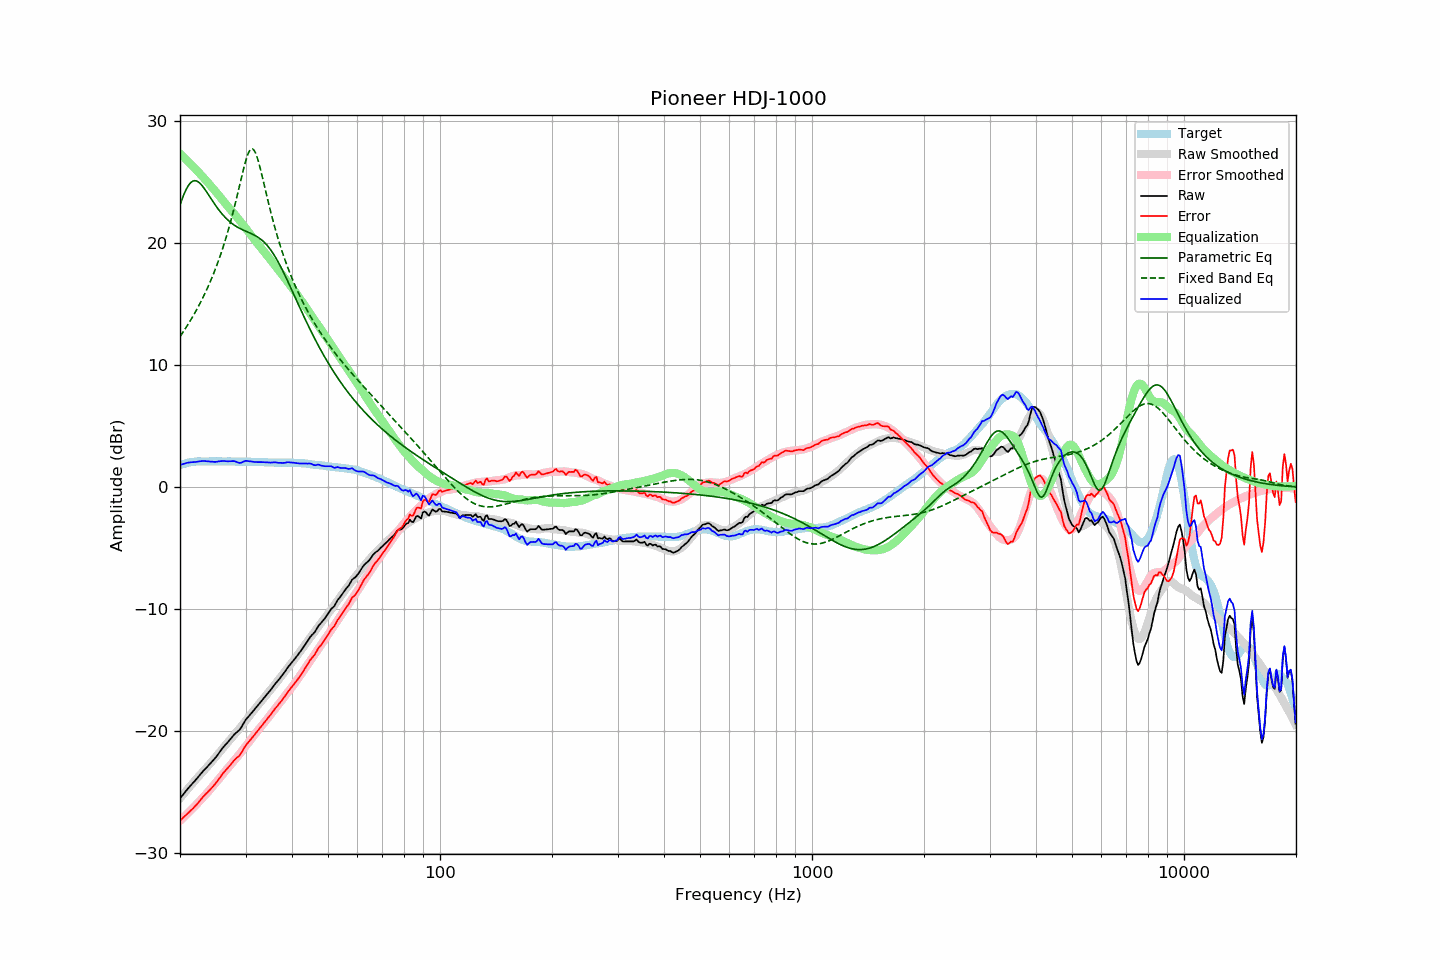 Pioneer HDJ-1000
30
20
10
0
−10
−20
−30
Amplitude (dBr)
100
1000
10000
Frequency (Hz)
Target
Raw Smoothed
Error Smoothed
Raw
Error
Equalization
Parametric Eq
Fixed Band Eq
Equalized